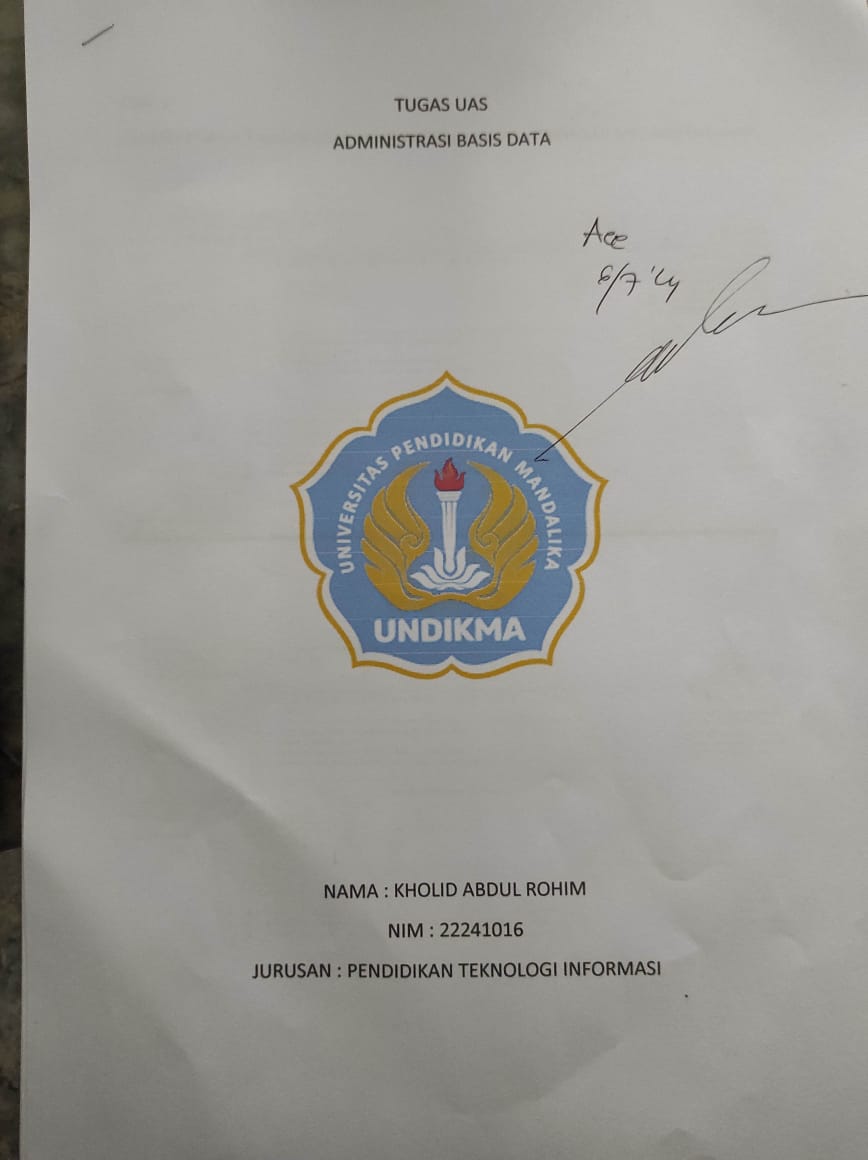 TUGAS UAS
ADMINISTRASI BASIS DATA
Acc
6/7 '24
UNIVERSITAS PENDIDIKAN MANDALIKA
UNDIKMA
NAMA : KHOLID ABDUL ROHIM
NIM : 22241016
JURUSAN : PENDIDIKAN TEKNOLOGI INFORMASI